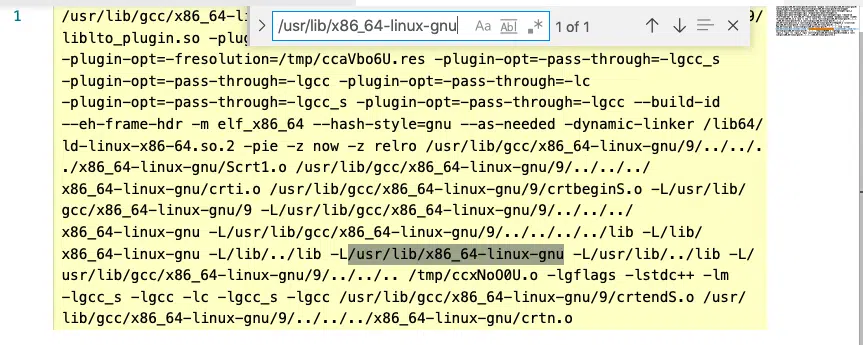 /usr/lib/x86_64-linux-gnu
Aa Abl .* 1 of 1
1
/usr/lib/gcc/x86_64-li
9/
liblto_plugin.so -plug
-plugin-opt=-fresolution=/tmp/ccaVbo6U.res -plugin-opt=-pass-through=-lgcc_s
-plugin-opt=-pass-through=-lgcc -plugin-opt=-pass-through=-lc
-plugin-opt=-pass-through=-lgcc_s -plugin-opt=-pass-through=-lgcc --build-id
--eh-frame-hdr -m elf_x86_64 --hash-style=gnu --as-needed -dynamic-linker /lib64/
ld-linux-x86-64.so.2 -pie -z now -z relro /usr/lib/gcc/x86_64-linux-gnu/9/../../.
./x86_64-linux-gnu/Scrt1.o /usr/lib/gcc/x86_64-linux-gnu/9/../../../
x86_64-linux-gnu/crti.o /usr/lib/gcc/x86_64-linux-gnu/9/crtbeginS.o -L/usr/lib/
gcc/x86_64-linux-gnu/9 -L/usr/lib/gcc/x86_64-linux-gnu/9/../../../
x86_64-linux-gnu -L/usr/lib/gcc/x86_64-linux-gnu/9/../../../../lib -L/lib/
x86_64-linux-gnu -L/lib/../lib -L/usr/lib/x86_64-linux-gnu -L/usr/lib/../lib -L/
usr/lib/gcc/x86_64-linux-gnu/9/../../.. /tmp/ccxNoO0U.o -lgflags -lstdc++ -lm
-lgcc_s -lgcc -lc -lgcc_s -lgcc /usr/lib/gcc/x86_64-linux-gnu/9/crtendS.o /usr/
lib/gcc/x86_64-linux-gnu/9/../../../x86_64-linux-gnu/crtn.o